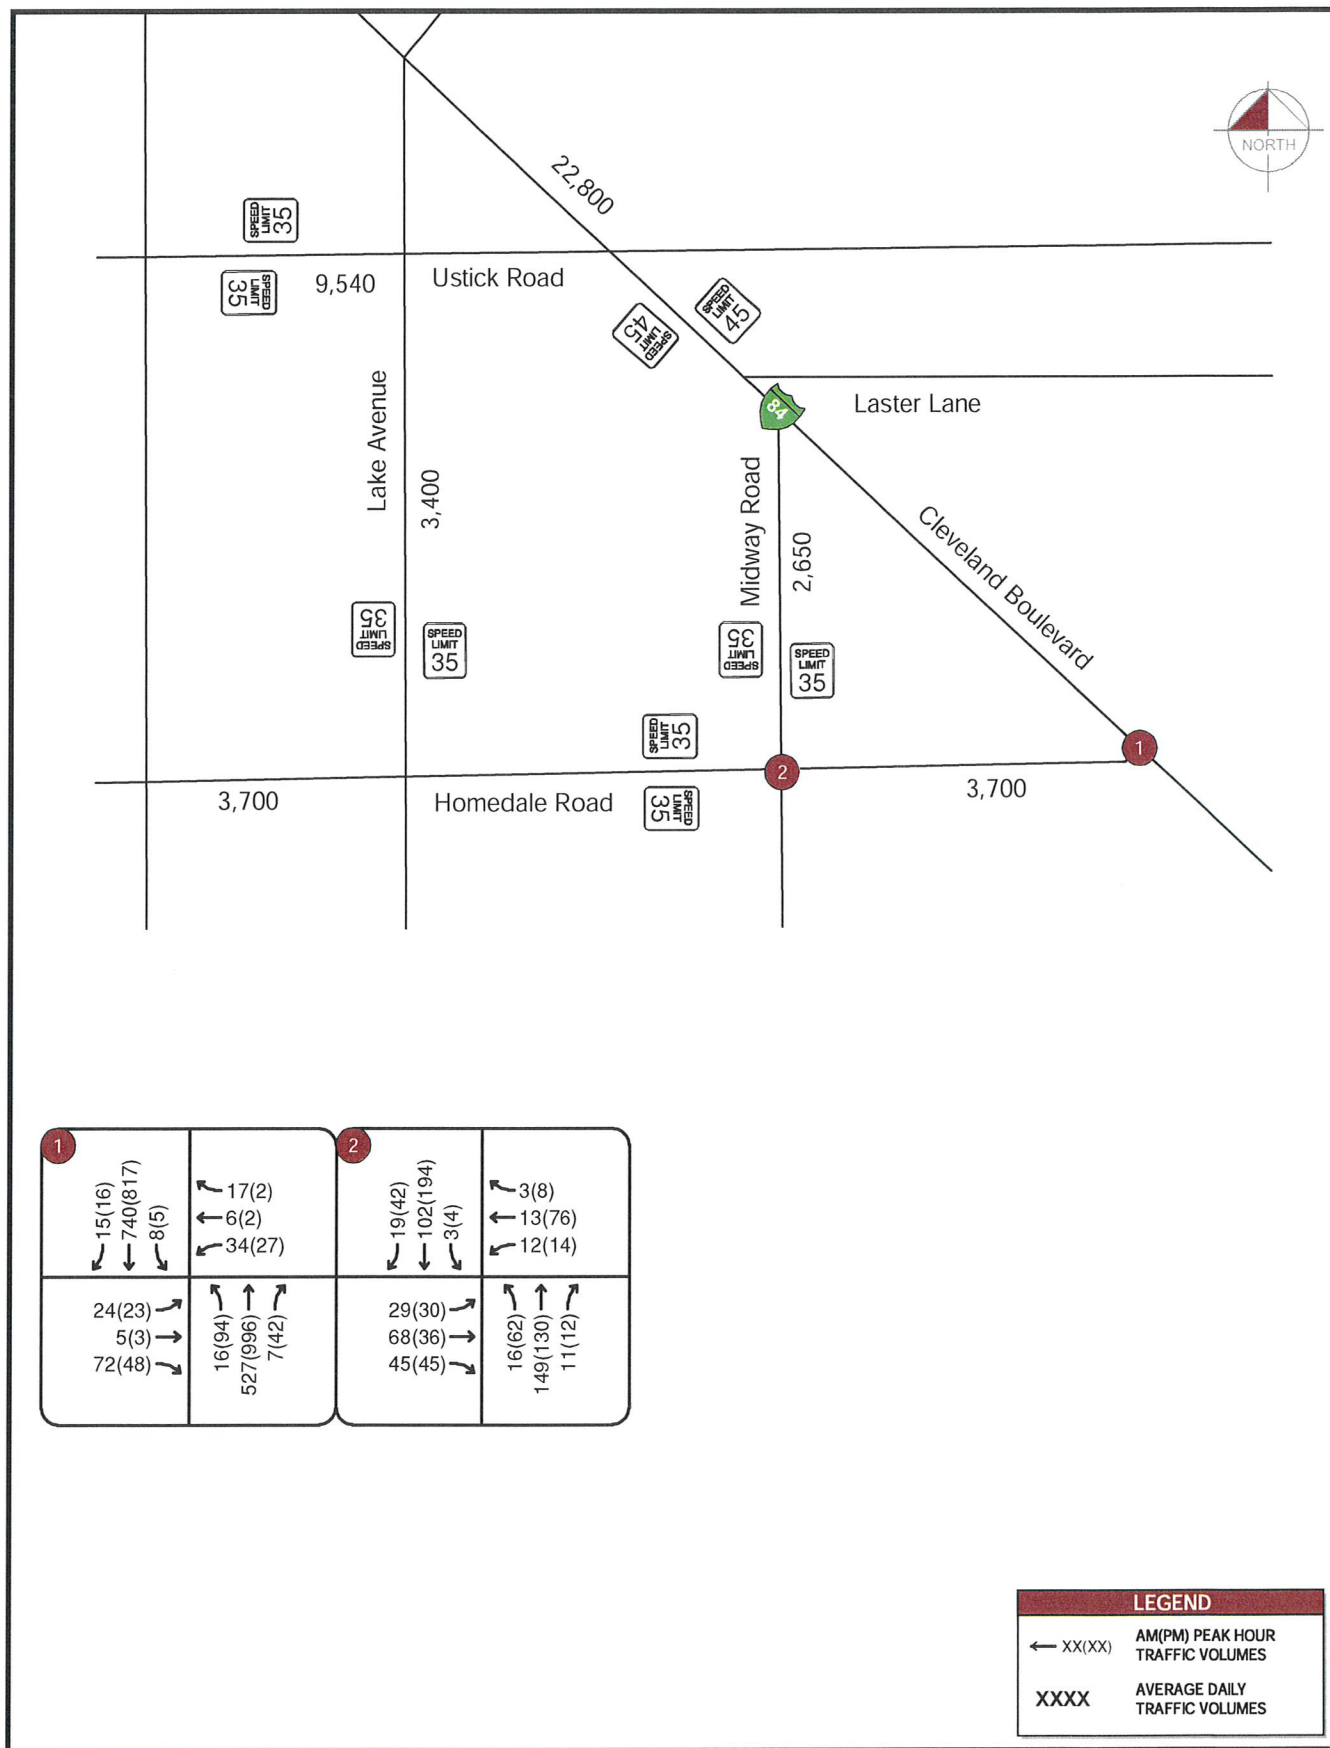 NORTH
22,800
SPEED LIMIT 35
SPEED LIMIT 35
9,540
Ustick Road
SPEED LIMIT 45
SPEED LIMIT 45
84
Laster Lane
Lake Avenue
3,400
Midway Road
2,650
Cleveland Boulevard
SPEED LIMIT 35
SPEED LIMIT 35
SPEED LIMIT 35
SPEED LIMIT 35
SPEED LIMIT 35
1
2
3,700
Homedale Road
SPEED LIMIT 35
3,700
1
15(16)
740(817)
8(5)
17(2)
6(2)
34(27)
24(23)
5(3)
72(48)
16(94)
527(996)
7(42)
2
19(42)
102(194)
3(4)
3(8)
13(76)
12(14)
29(30)
68(36)
45(45)
16(62)
149(130)
11(12)
LEGEND
XX(XX)
AM(PM) PEAK HOUR
TRAFFIC VOLUMES
XXXX
AVERAGE DAILY
TRAFFIC VOLUMES